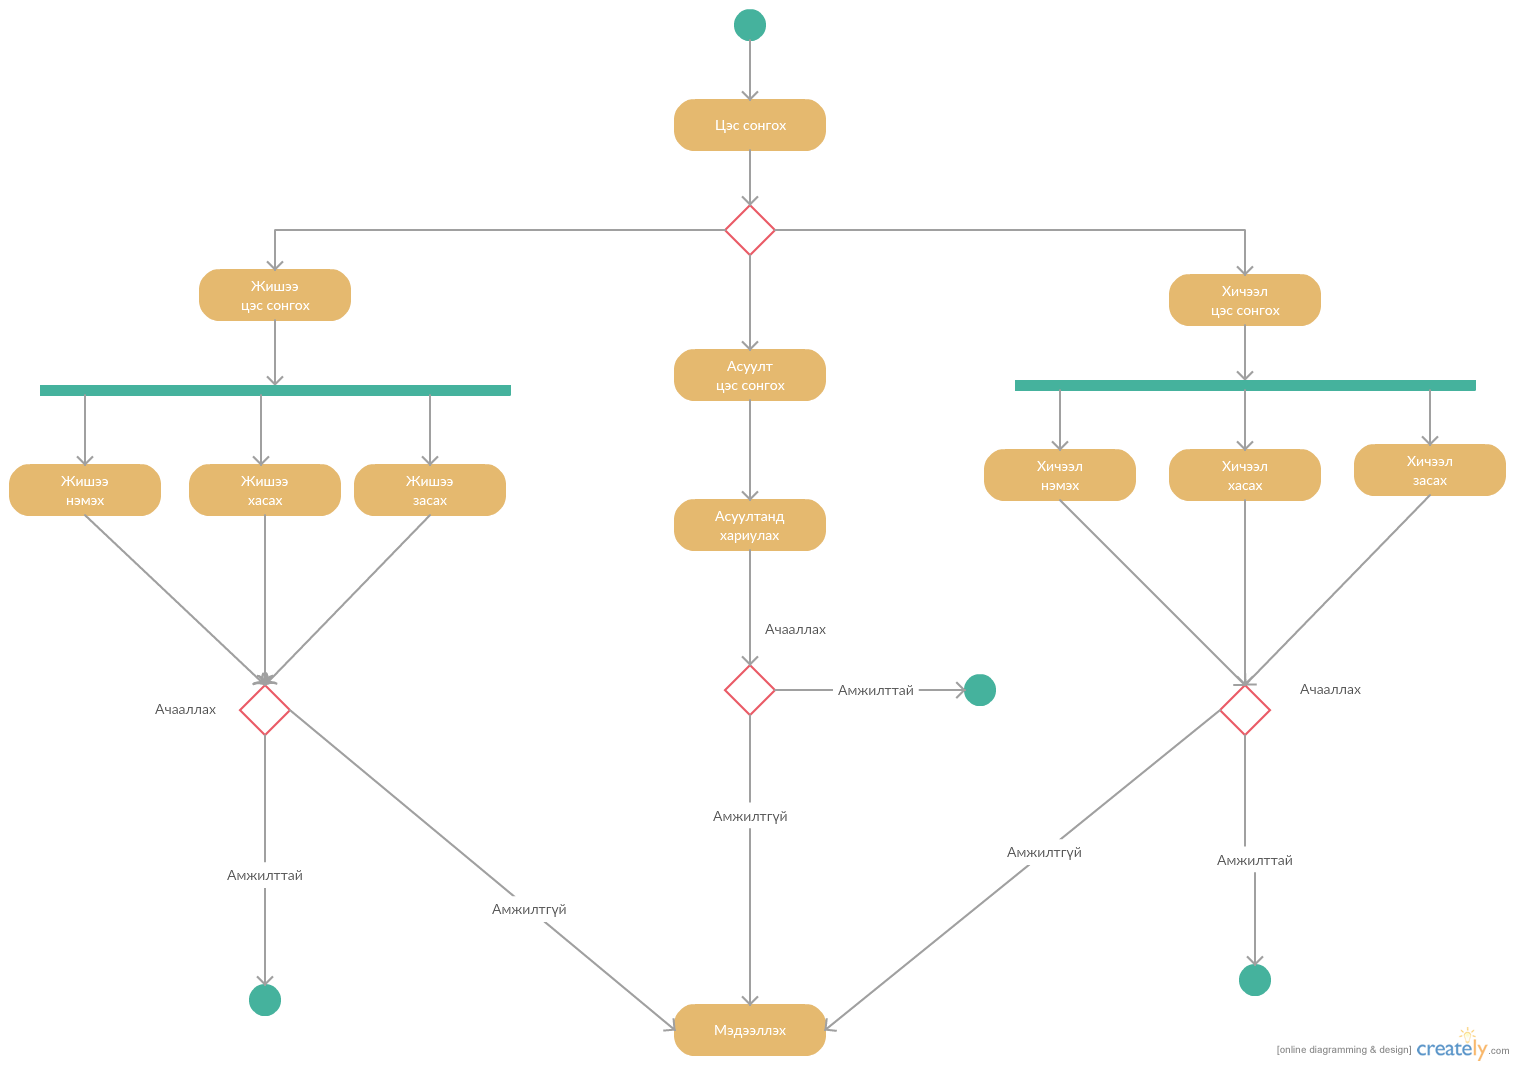 Цэс сонгох
Жишээ
цэс сонгох
Хичээл
цэс сонгох
Асуулт
цэс сонгох
Жишээ
нэмэх
Жишээ
хасах
Жишээ
засах
Хичээл
нэмэх
Хичээл
хасах
Хичээл
засах
Асуултанд
хариулах
Ачааллах
Амжилттай
Ачааллах
Ачааллах
Амжилтгүй
Амжилтгүй
Амжилттай
Амжилттай
Амжилтгүй
Мэдээллэх
[online diagramming & design] creately.com